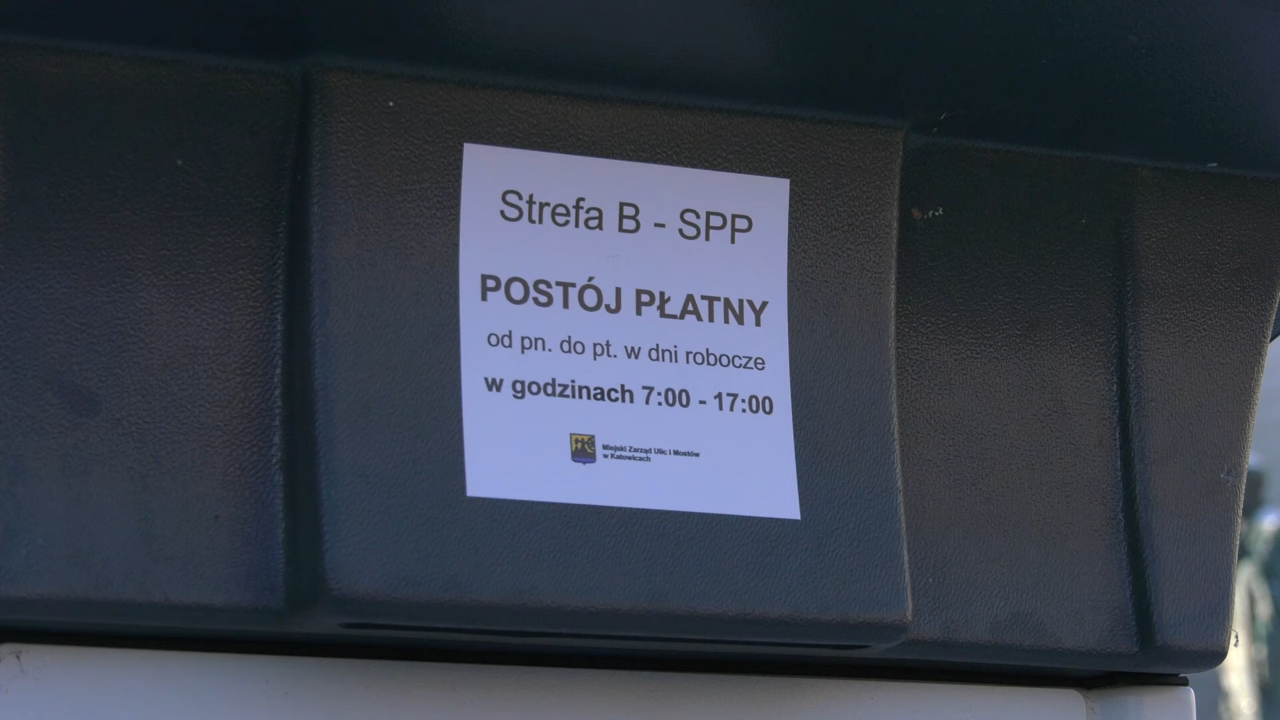 Strefa B - SPP
POSTÓJ PŁATNY
od pn. do pt. w dni robocze
w godzinach 7:00 - 17:00
Miejski Zarząd Ulic i Mostów
w Katowicach